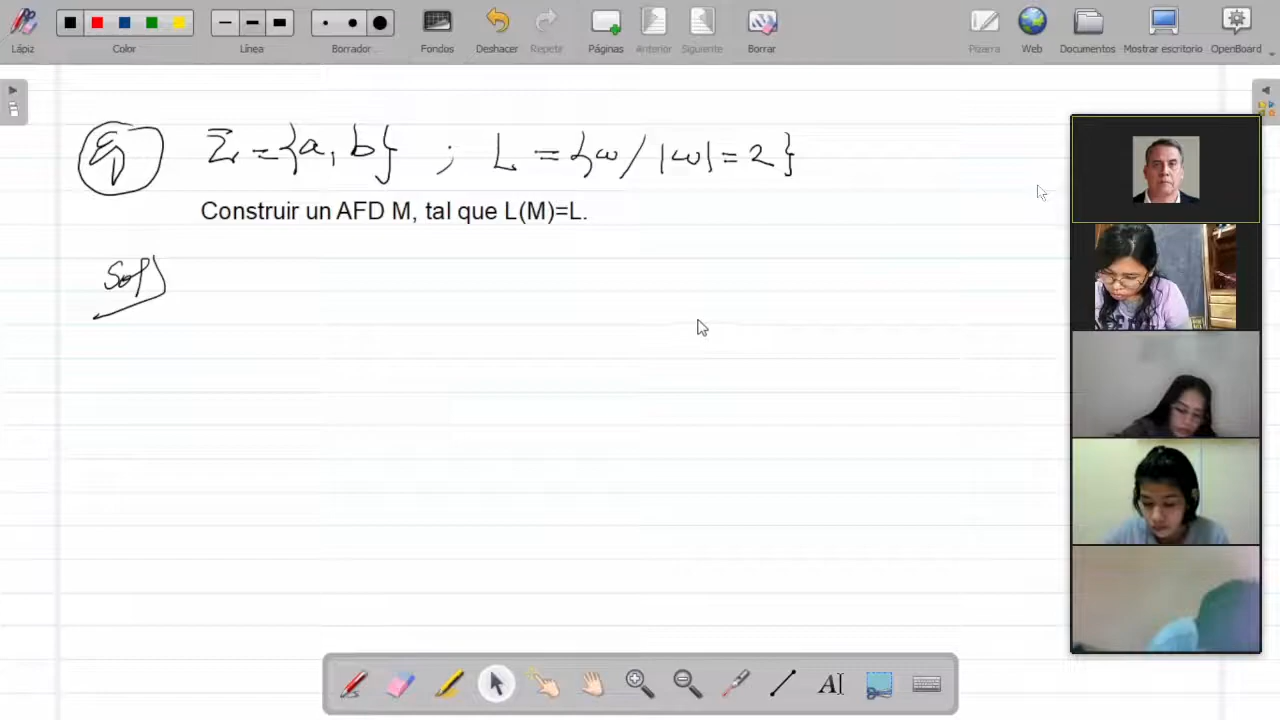 Lápiz Color Línea Borrador Fondos Deshacer Repetir Páginas Anterior Siguiente Borrar Pizarra Web Documentos Mostrar escritorio OpenBoard
Ej Σ = {a, b} ; L = {ω / |ω| = 2}
Construir un AFD M, tal que L(M)=L.
Sol)
AI